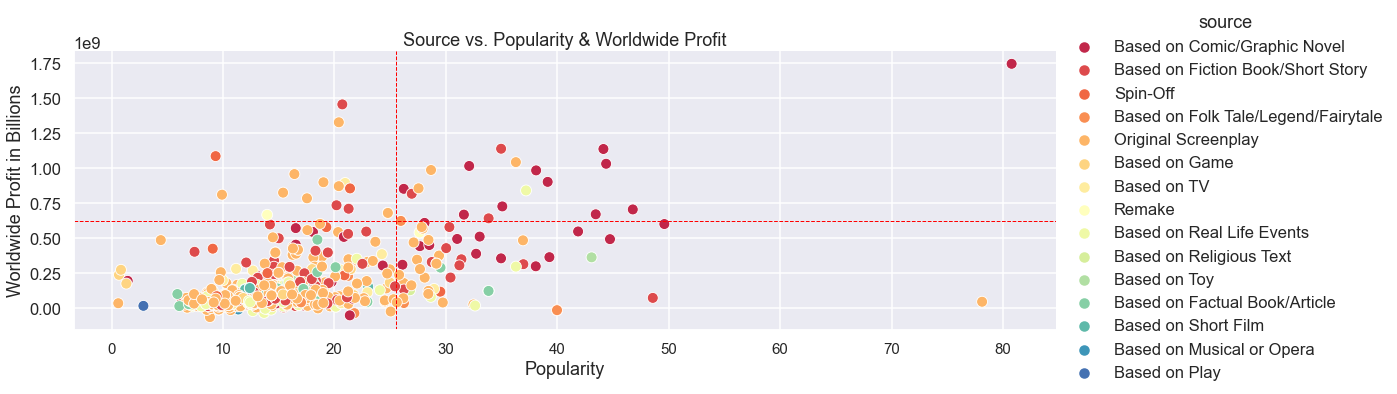 Source vs. Popularity & Worldwide Profit
1e9
Worldwide Profit in Billions
1.75
1.50
1.25
1.00
0.75
0.50
0.25
0.00
0 10 20 30 40 50 60 70 80
Popularity
source
Based on Comic/Graphic Novel
Based on Fiction Book/Short Story
Spin-Off
Based on Folk Tale/Legend/Fairytale
Original Screenplay
Based on Game
Based on TV
Remake
Based on Real Life Events
Based on Religious Text
Based on Toy
Based on Factual Book/Article
Based on Short Film
Based on Musical or Opera
Based on Play